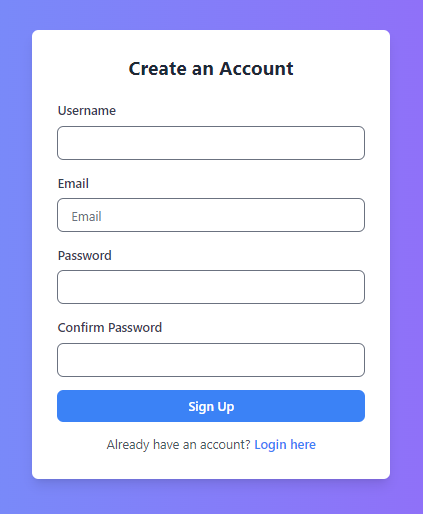 Create an Account
Username
Email
Email
Password
Confirm Password
Sign Up
Already have an account? Login here